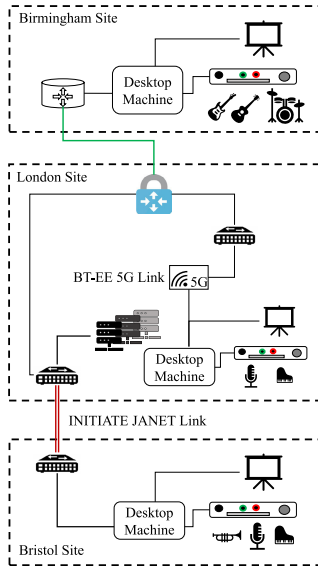 Birmingham Site
Desktop
Machine
London Site
BT-EE 5G Link
5G
Desktop
Machine
INITIATE JANET Link
Desktop
Machine
Bristol Site